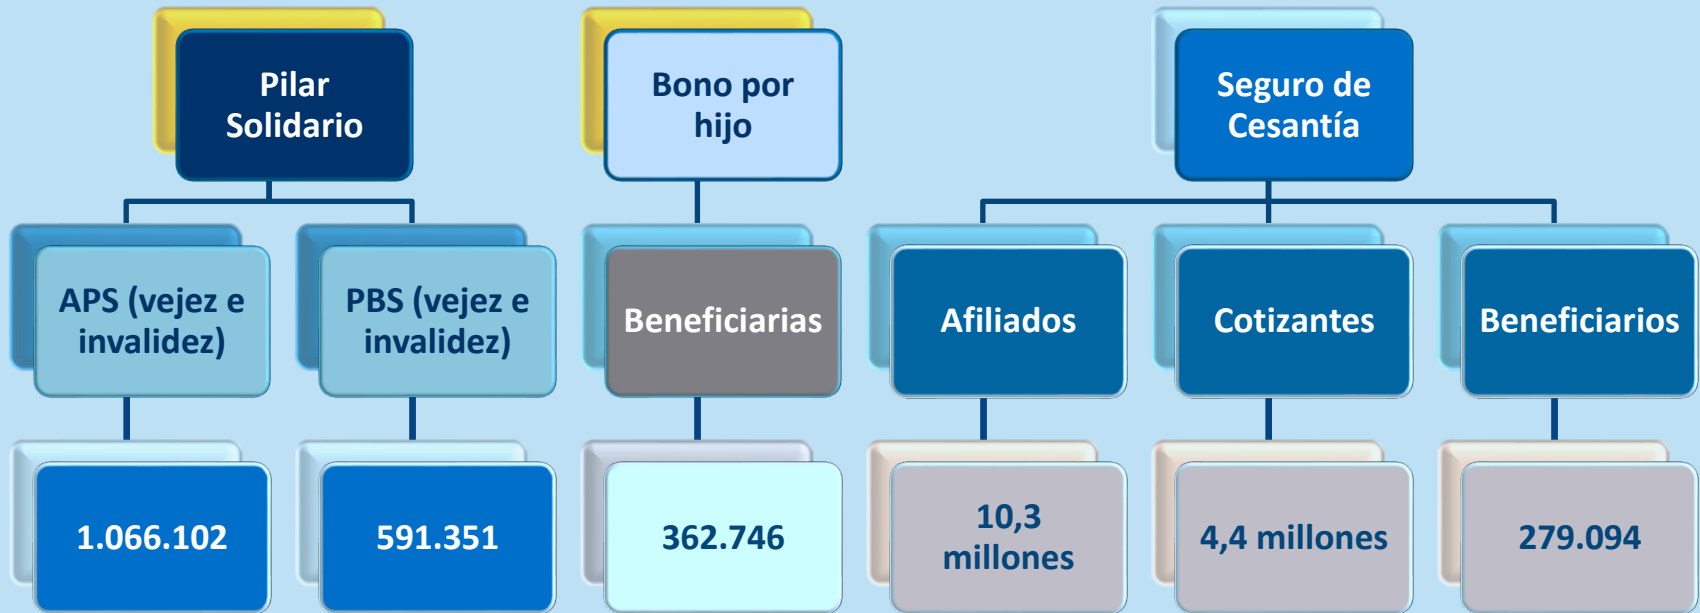 Pilar
Solidario
Bono por
hijo
Seguro de
Cesantía
APS (vejez e
invalidez)
PBS (vejez e
invalidez)
Beneficiarias
Afiliados
Cotizantes
Beneficiarios
1.066.102
591.351
362.746
10,3
millones
4,4 millones
279.094